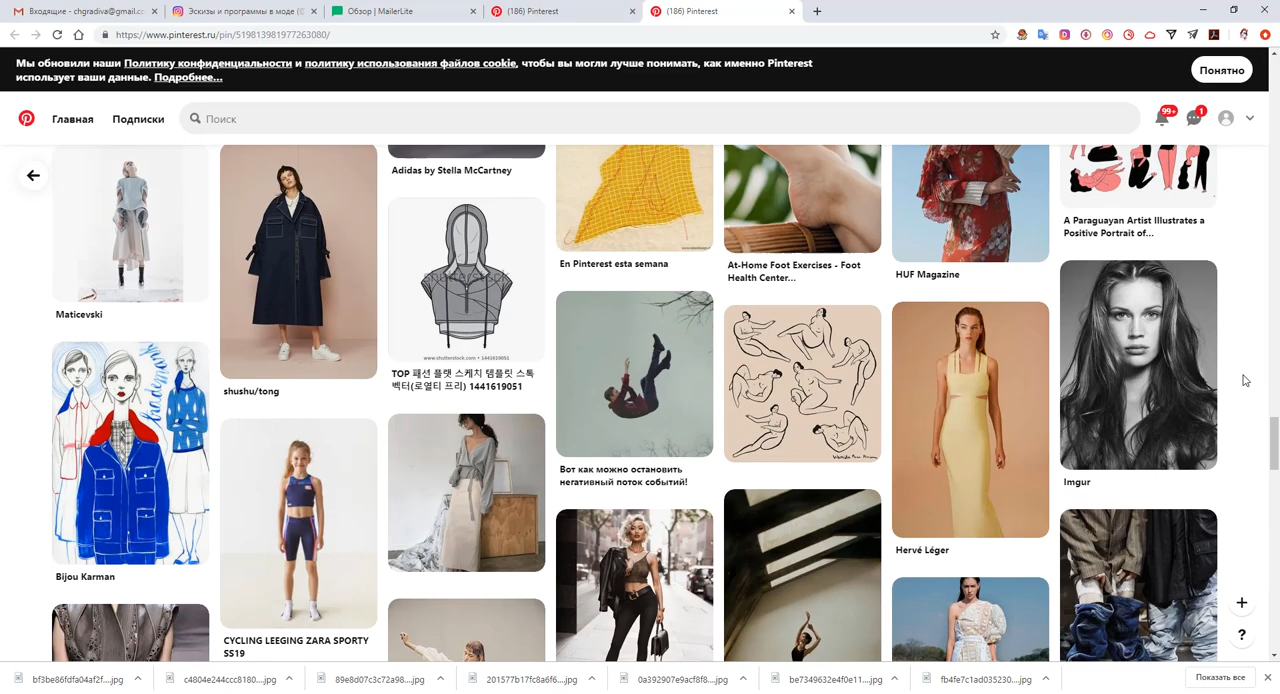 Входящие - chgradiva@gmail.c
Эскизы и программы в моде (
Обзор | MailerLite
(186) Pinterest
(186) Pinterest
https://www.pinterest.ru/pin/519813981977263080/
Мы обновили наши Политику конфиденциальности и политику использования файлов cookie, чтобы вы могли лучше понимать, как именно Pinterest
использует ваши данные. Подробнее...
Понятно
Главная
Подписки
Поиск
99+
1
Maticevski
Bijou Karman
shushu/tong
CYCLING LEEGING ZARA SPORTY
SS19
Adidas by Stella McCartney
shutterstock
www.shutterstock.com • 1441619051
TOP 패션 플랫 스케치 템플릿 스톡
벡터(로열티 프리) 1441619051
En Pinterest esta semana
Вот как можно остановить
негативный поток событий!
At-Home Foot Exercises - Foot
Health Center...
HUF Magazine
Hervé Léger
A Paraguayan Artist Illustrates a
Positive Portrait of...
Imgur
+
?
bf3be86fdfa04af2f....jpg
c4804e244ccc8180....jpg
89e8d07c3c72a98....jpg
201577b17fc8a6f6....jpg
0a392907e9acf8f8....jpg
be7349632e4f0e11....jpg
fb4fe7c1ad035230....jpg
Показать все